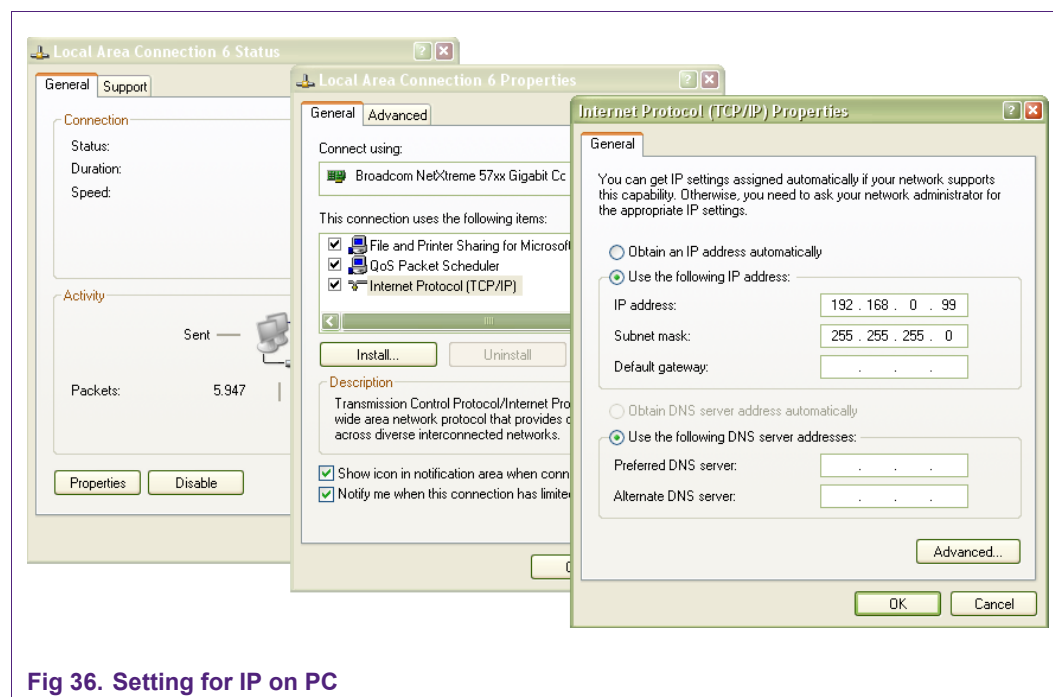 Local Area Connection 6 Status
General Support
Connection
Status:
Duration:
Speed:
Activity
Sent
Packets: 5.947
Properties Disable
Local Area Connection 6 Properties
General Advanced
Connect using:
Broadcom NetXtreme 57xx Gigabit Cc
This connection uses the following items:
File and Printer Sharing for Microsoft
QoS Packet Scheduler
Internet Protocol (TCP/IP)
Install... Uninstall
Description
Transmission Control Protocol/Internet Pro
wide area network protocol that provides
across diverse interconnected networks.
Show icon in notification area when conn
Notify me when this connection has limite
Internet Protocol (TCP/IP) Properties
General
You can get IP settings assigned automatically if your network supports
this capability. Otherwise, you need to ask your network administrator for
the appropriate IP settings.
Obtain an IP address automatically
Use the following IP address:
IP address: 192 . 168 . 0 . 99
Subnet mask: 255 . 255 . 255 . 0
Default gateway: . . .
Obtain DNS server address automatically
Use the following DNS server addresses:
Preferred DNS server: . . .
Alternate DNS server: . . .
Advanced...
OK Cancel
Fig 36. Setting for IP on PC